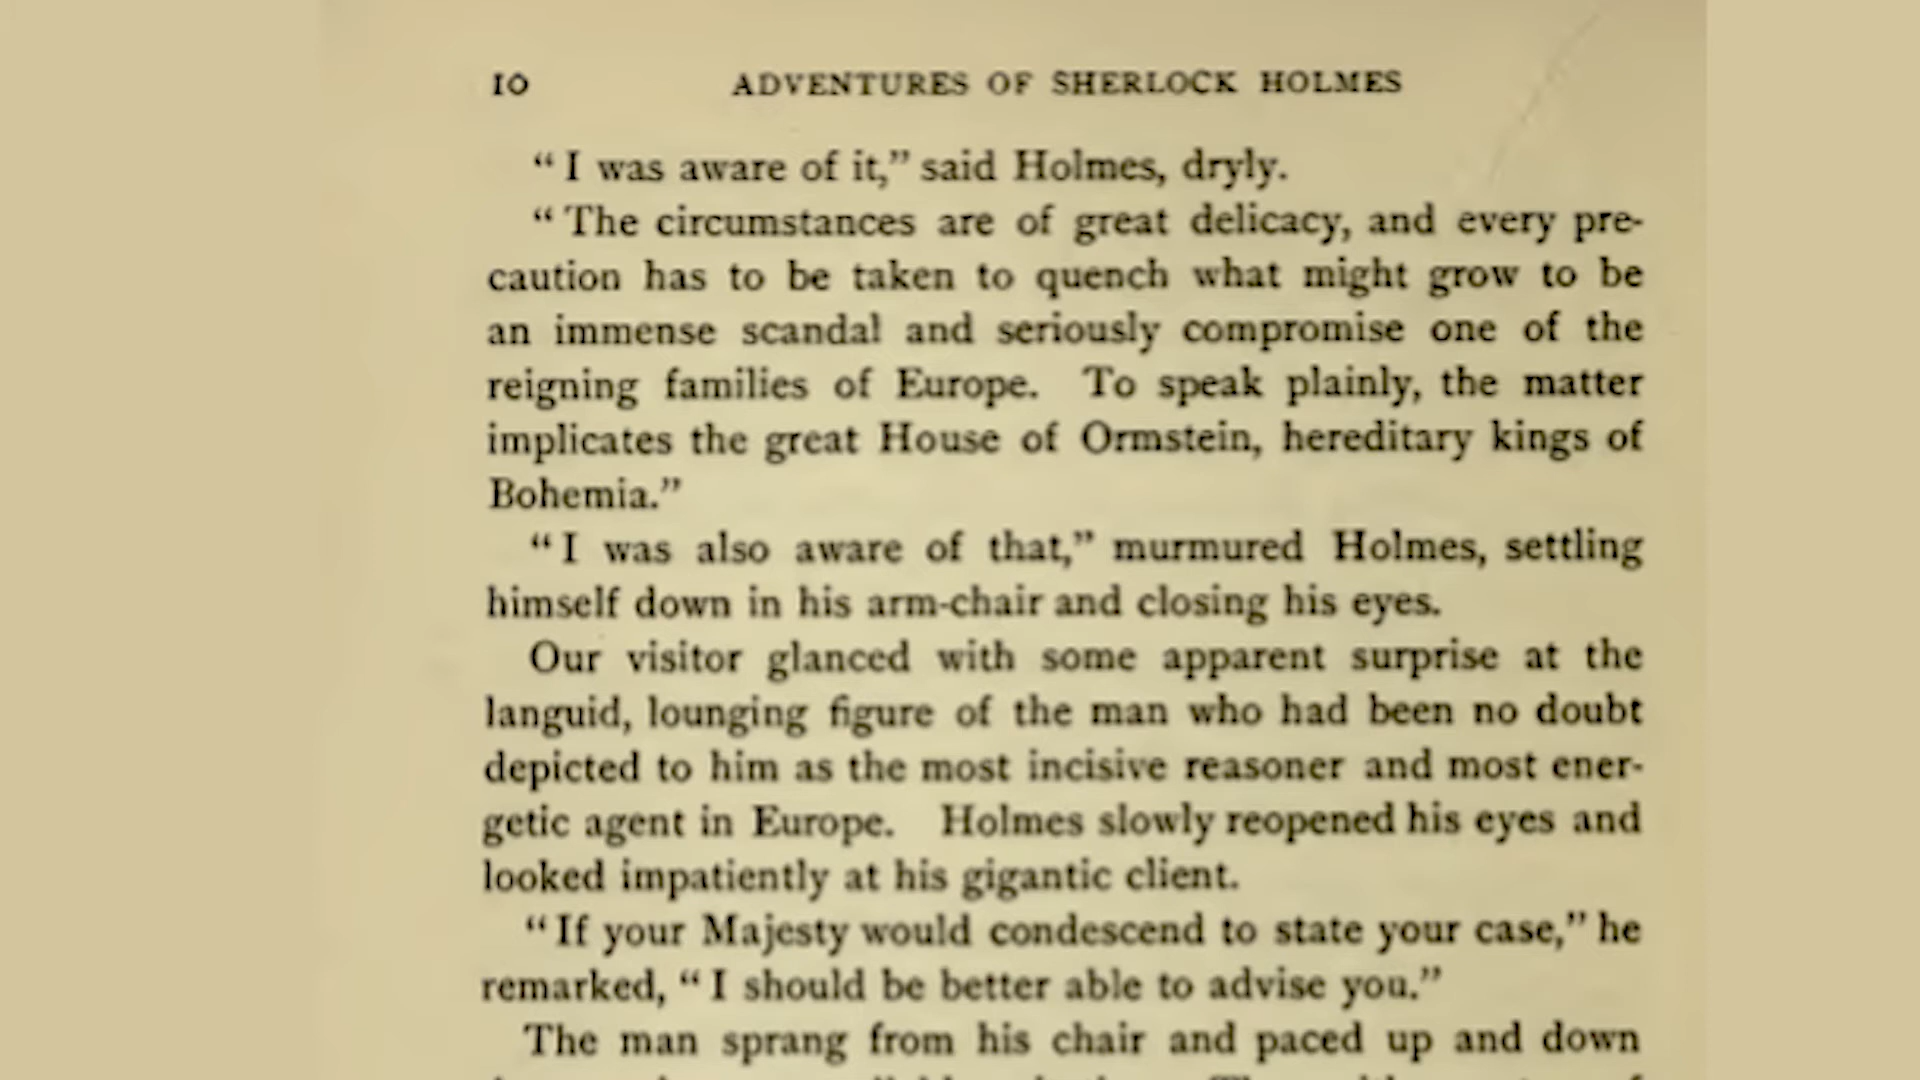 10 ADVENTURES OF SHERLOCK HOLMES
“ I was aware of it,” said Holmes, dryly.
“ The circumstances are of great delicacy, and every pre-
caution has to be taken to quench what might grow to be
an immense scandal and seriously compromise one of the
reigning families of Europe. To speak plainly, the matter
implicates the great House of Ormstein, hereditary kings of
Bohemia.”
“ I was also aware of that,” murmured Holmes, settling
himself down in his arm-chair and closing his eyes.
Our visitor glanced with some apparent surprise at the
languid, lounging figure of the man who had been no doubt
depicted to him as the most incisive reasoner and most ener-
getic agent in Europe. Holmes slowly reopened his eyes and
looked impatiently at his gigantic client.
“ If your Majesty would condescend to state your case,” he
remarked, “ I should be better able to advise you.”
The man sprang from his chair and paced up and down